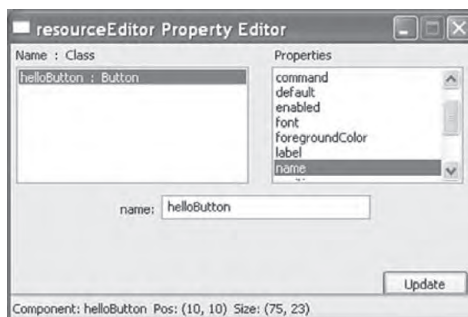 resourceEditor Property Editor
Name : Class
Properties
helloButton : Button
command
default
enabled
font
foregroundColor
label
name
name: helloButton
Update
Component: helloButton Pos: (10, 10) Size: (75, 23)